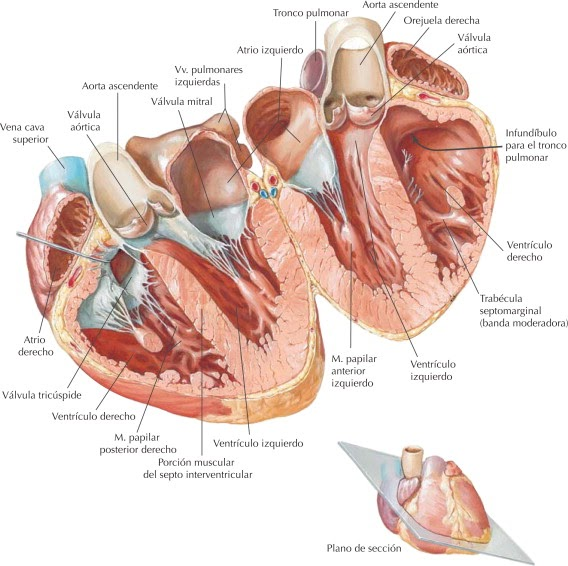 Tronco pulmonar
Aorta ascendente
Orejuela derecha
Válvula
aórtica
Atrio izquierdo
Vv. pulmonares
izquierdas
Aorta ascendente
Válvula mitral
Válvula
aórtica
Vena cava
superior
Infundíbulo
para el tronco
pulmonar
Ventrículo
derecho
Trabécula
septomarginal
(banda moderadora)
Atrio
derecho
M. papilar
anterior
izquierdo
Ventrículo
izquierdo
Válvula tricúspide
Ventrículo derecho
M. papilar
posterior derecho
Ventrículo izquierdo
Porción muscular
del septo interventricular
Plano de sección